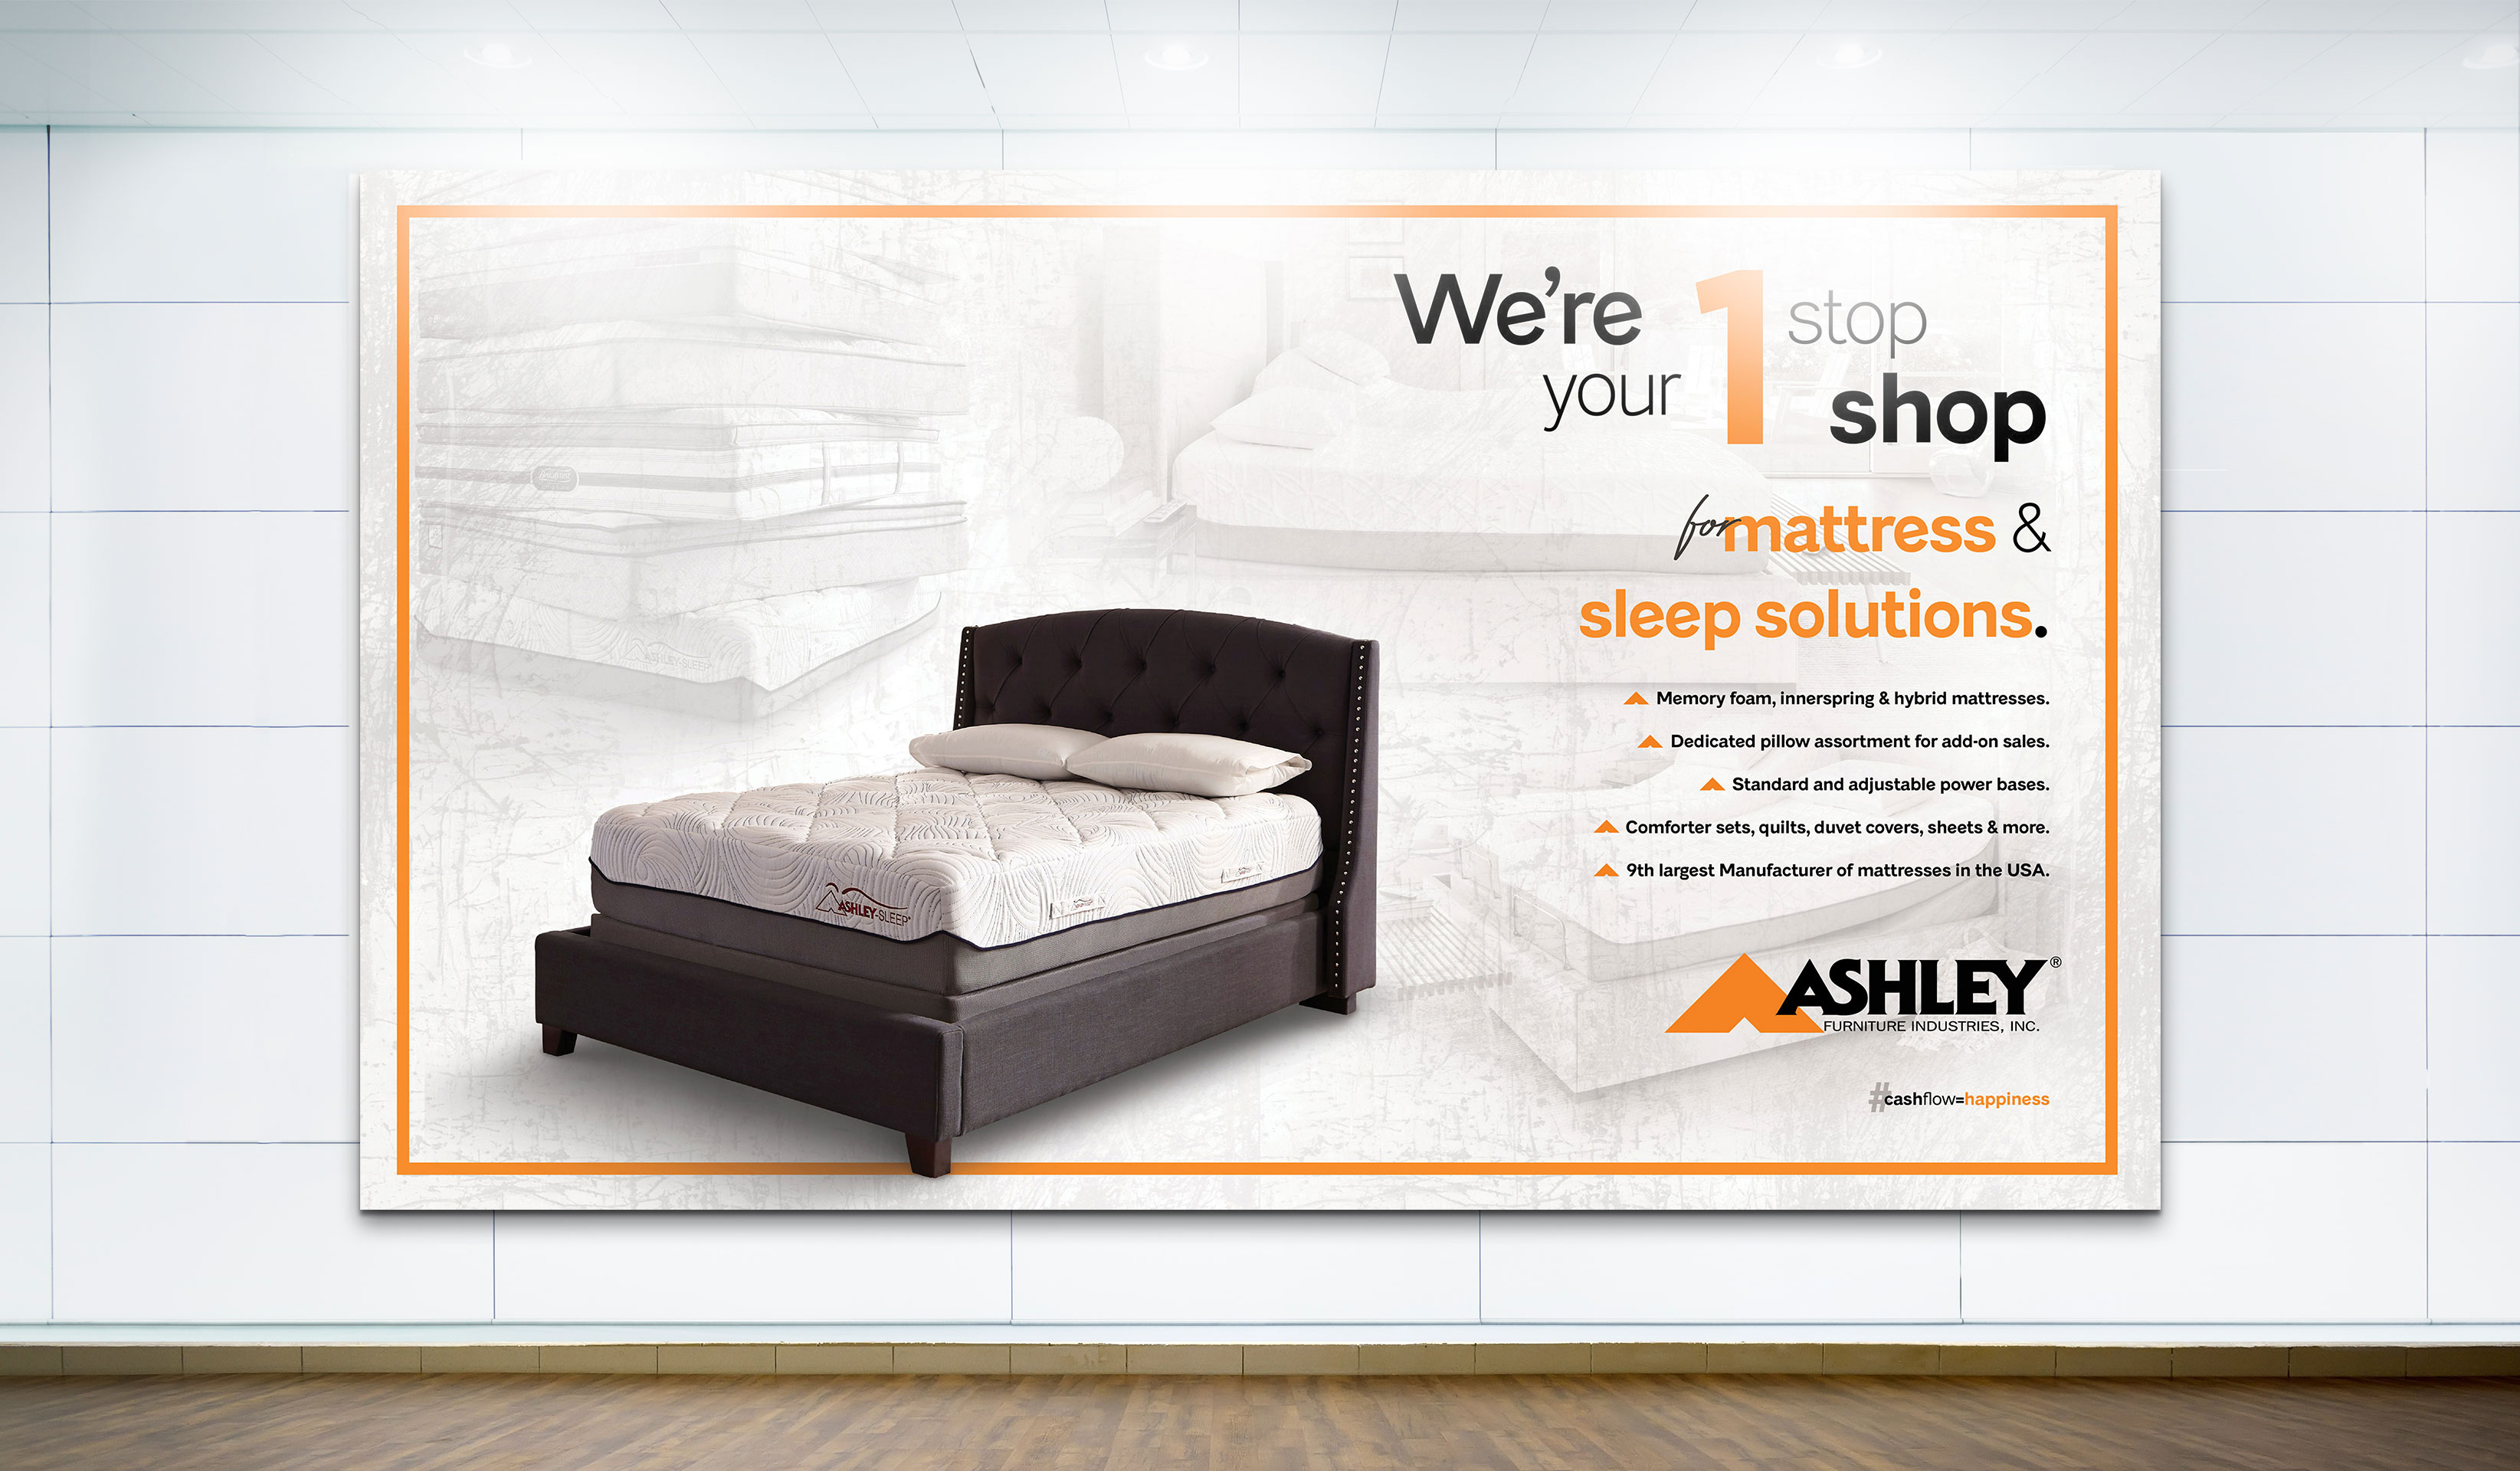 We're
your 1 stop
shop
for mattress &
sleep solutions.
Memory foam, innerspring & hybrid mattresses.
Dedicated pillow assortment for add-on sales.
Standard and adjustable power bases.
Comforter sets, quilts, duvet covers, sheets & more.
9th largest Manufacturer of mattresses in the USA.
ASHLEY-SLEEP®
ASHLEY-SLEEP
ASHLEY®
FURNITURE INDUSTRIES, INC.
#cashflow=happiness